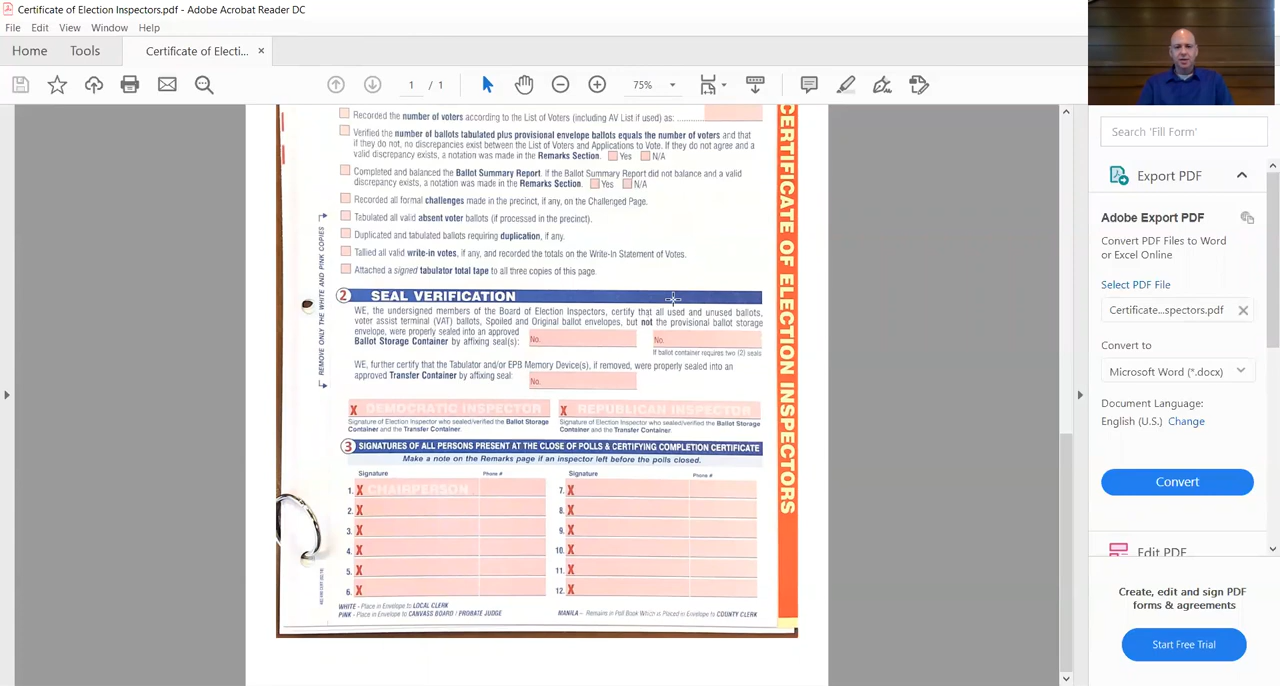 Certificate of Election Inspectors.pdf - Adobe Acrobat Reader DC
File Edit View Window Help
Home Tools Certificate of Electi... ×
1 / 1 75%
Recorded the number of voters according to the List of Voters (including AV List if used) as:
Verified the number of ballots tabulated plus provisional envelope ballots equals the number of voters and that
if they do not, no discrepancies exist between the List of Voters and Applications to Vote. If they do not agree and a
valid discrepancy exists, a notation was made in the Remarks Section. Yes N/A
Completed and balanced the Ballot Summary Report. If the Ballot Summary Report did not balance and a valid
discrepancy exists, a notation was made in the Remarks Section. Yes N/A
Recorded all formal challenges made in the precinct, if any, on the Challenged Page.
Tabulated all valid absent voter ballots (if processed in the precinct).
Duplicated and tabulated ballots requiring duplication, if any.
Tallied all valid write-in votes, if any, and recorded the totals on the Write-In Statement of Votes.
Attached a signed tabulator total tape to all three copies of this page.
REMOVE ONLY THE WHITE AND PINK COPIES
CERTIFICATE OF ELECTION INSPECTORS
2 SEAL VERIFICATION
WE, the undersigned members of the Board of Election Inspectors, certify that all used and unused ballots,
voter assist terminal (VAT) ballots, Spoiled and Original ballot envelopes, but not the provisional ballot storage
envelope, were properly sealed into an approved
Ballot Storage Container by affixing seal(s): No. No.
If ballot container requires two (2) seals
WE, further certify that the Tabulator and/or EPB Memory Device(s), if removed, were properly sealed into an
approved Transfer Container by affixing seal: No.
X DEMOCRATIC INSPECTOR X REPUBLICAN INSPECTOR
Signature of Election Inspector who sealed/verified the Ballot Storage Signature of Election Inspector who sealed/verified the Ballot Storage
Container and the Transfer Container. Container and the Transfer Container.
3 SIGNATURES OF ALL PERSONS PRESENT AT THE CLOSE OF POLLS & CERTIFYING COMPLETION CERTIFICATE
Make a note on the Remarks page if an inspector left before the polls closed.
Signature Phone # Signature Phone #
1. X CHAIRPERSON 7. X
2. X 8. X
3. X 9. X
4. X 10. X
5. X 11. X
6. X 12. X
WHITE - Place in Envelope to LOCAL CLERK
PINK - Place in Envelope to CANVASS BOARD / PROBATE JUDGE MANILA - Remains in Poll Book Which is Placed in Envelope to COUNTY CLERK
Search 'Fill Form'
Export PDF
Adobe Export PDF
Convert PDF Files to Word
or Excel Online
Select PDF File
Certificate...spectors.pdf
Convert to
Microsoft Word (*.docx)
Document Language:
English (U.S.) Change
Convert
Edit PDF
Create, edit and sign PDF
forms & agreements
Start Free Trial